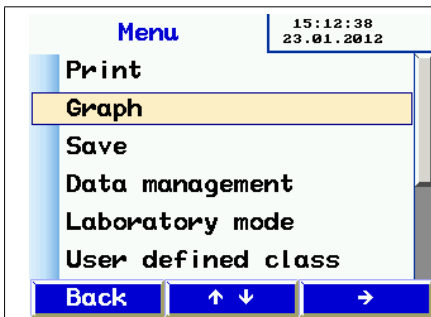 Menu
15:12:38
23.01.2012
Print
Graph
Save
Data management
Laboratory mode
User defined class
Back ↑ ↓ →